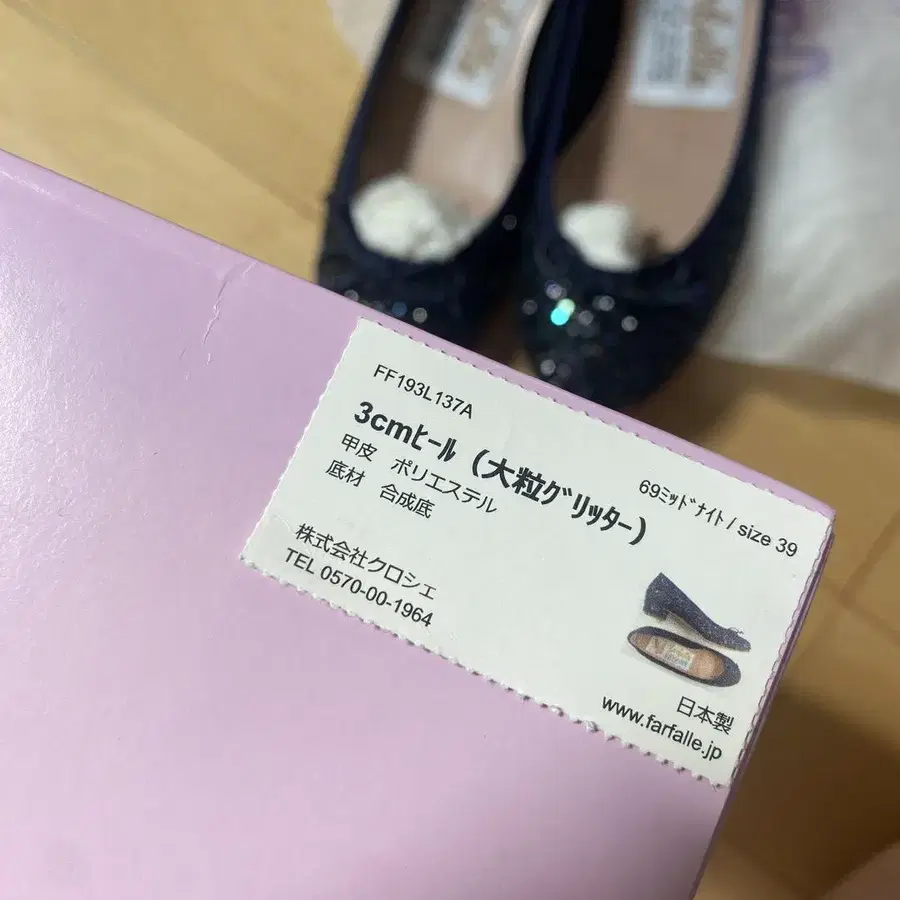 FF193L137A
3cmﾋｰﾙ（大粒ｸﾞﾘｯﾀｰ）
甲皮　ポリエステル
底材　合成底
69ﾐｯﾄﾞﾅｲﾄ / size 39
株式会社クロシェ
TEL 0570-00-1964
日本製
www.farfalle.jp